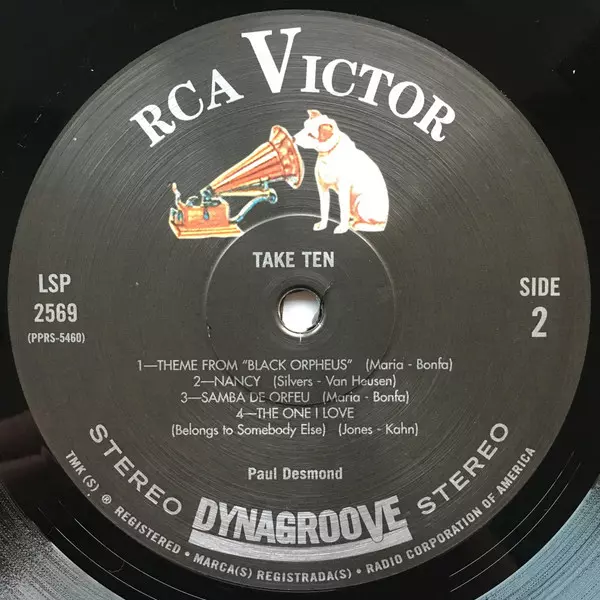 RCA VICTOR
TAKE TEN
LSP
2569
(PPRS-5460)
SIDE
2
1—THEME FROM "BLACK ORPHEUS" (Maria - Bonfa)
2—NANCY (Silvers - Van Heusen)
3—SAMBA DE ORFEU (Maria - Bonfa)
4—THE ONE I LOVE
(Belongs to Somebody Else) (Jones - Kahn)
Paul Desmond
STEREO DYNAGROOVE STEREO
TMK(S) ® REGISTERED • MARCA(S) REGISTRADA(S) • RADIO CORPORATION OF AMERICA